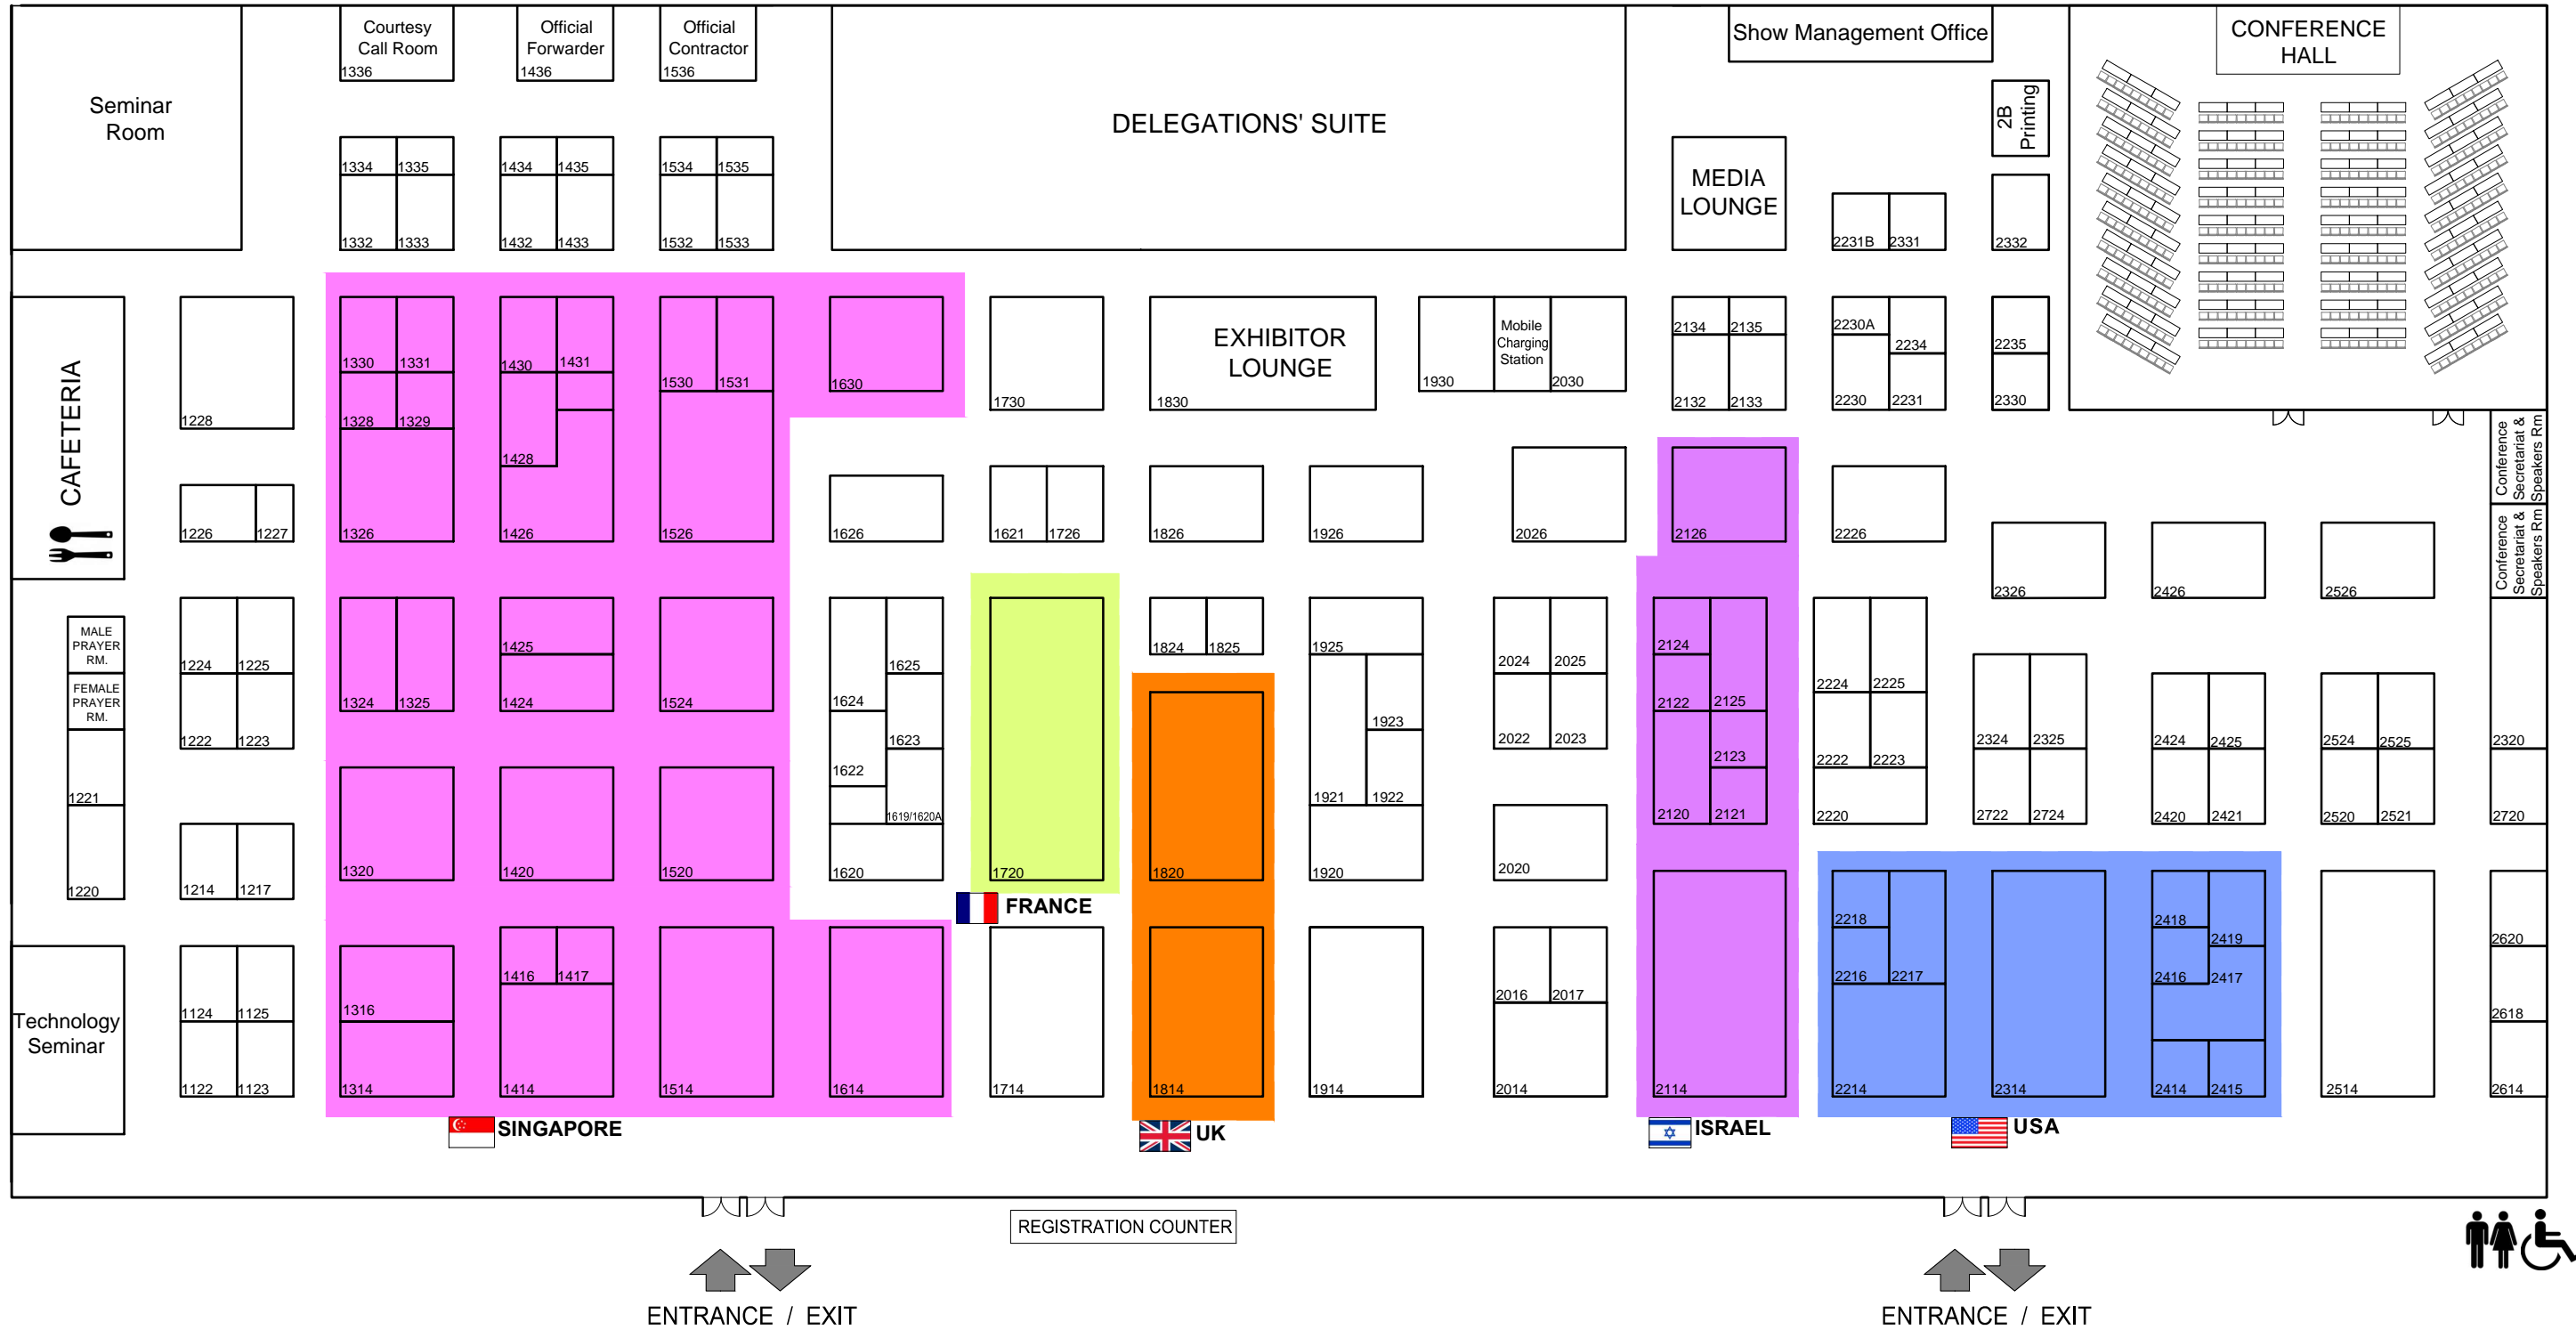 Courtesy
Call Room
1336
Official
Forwarder
1436
Official
Contractor
1536
Show Management Office
CONFERENCE
HALL
Seminar
Room
DELEGATIONS' SUITE
2B
Printing
MEDIA
LOUNGE
1334 1335
1434 1435
1534 1535
1332 1333
1432 1433
1532 1533
2231B 2331
2332
CAFETERIA
1228
1330 1331
1430 1431
1530 1531
1630
1730
EXHIBITOR
LOUNGE
1830
1930
Mobile
Charging
Station
2030
2134 2135
2132 2133
2230A
2234
2230 2231
2235
2330
1328 1329
1428
1226 1227
1326
1426
1526
1626
1621 1726
1826
1926
2026
2126
2226
2326
2426
2526
Conference
Secretariat &
Speakers Rm
Conference
Secretariat &
Speakers Rm
MALE
PRAYER
RM.
FEMALE
PRAYER
RM.
1224 1225
1222 1223
1324 1325
1425
1424
1524
1625
1624
1623
1622
1619/1620A
1620
1824 1825
1925
1923
1921 1922
1920
2024 2025
2022 2023
2020
2124
2122 2125
2123
2120 2121
2224 2225
2222 2223
2220
2324 2325
2722 2724
2424 2425
2420 2421
2524 2525
2520 2521
2320
2720
1221
1220
1214 1217
1320
1420
1520
1720
FRANCE
1820
2218
2216 2217
2418
2419
2416 2417
2620
2618
2614
Technology
Seminar
1124 1125
1122 1123
1316
1314
1416 1417
1414
1514
1614
1714
1814
1914
2016 2017
2014
2114
2214
2314
2414 2415
2514
SINGAPORE
UK
ISRAEL
USA
REGISTRATION COUNTER
ENTRANCE / EXIT
ENTRANCE / EXIT